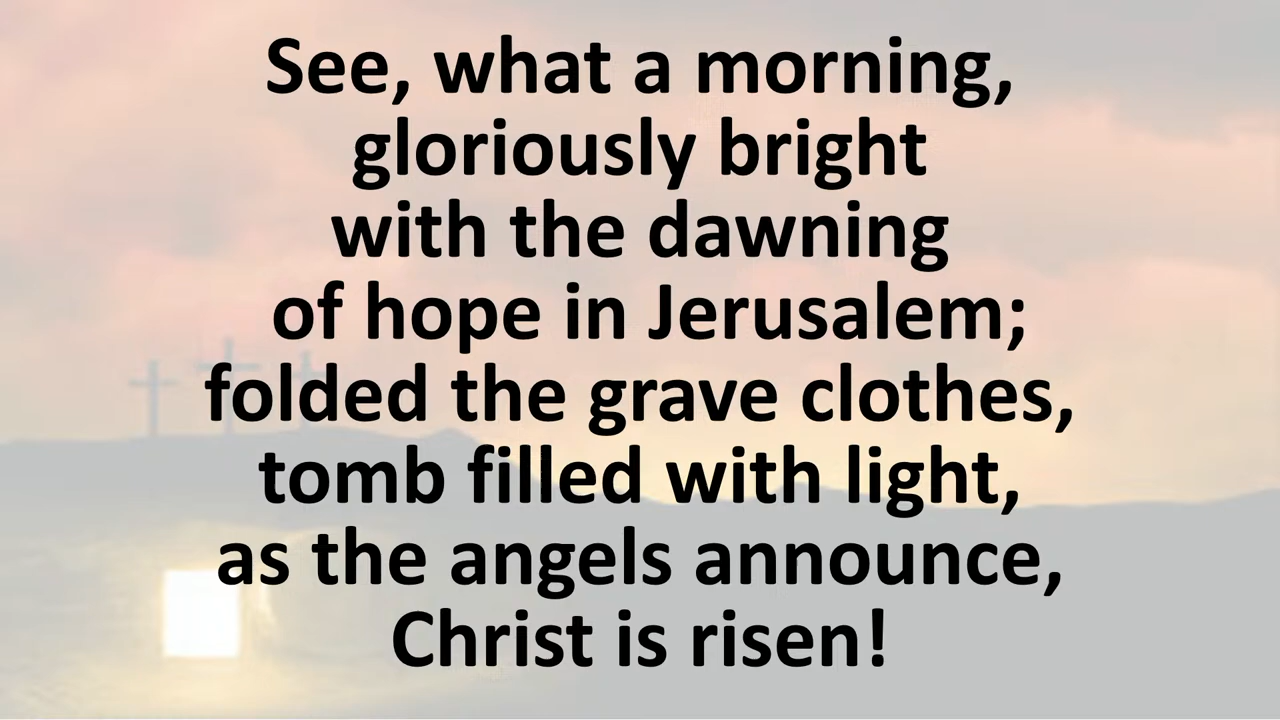 See, what a morning,
gloriously bright
with the dawning
of hope in Jerusalem;
folded the grave clothes,
tomb filled with light,
as the angels announce,
Christ is risen!